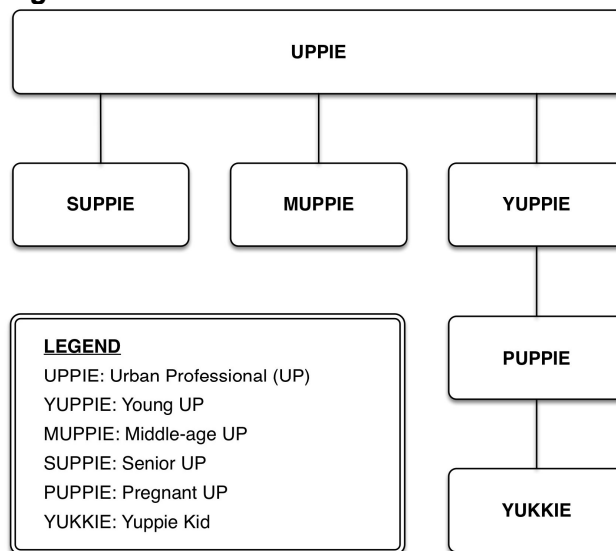 UPPIE
SUPPIE MUPPIE YUPPIE
PUPPIE
YUKKIE
LEGEND
UPPIE: Urban Professional (UP)
YUPPIE: Young UP
MUPPIE: Middle-age UP
SUPPIE: Senior UP
PUPPIE: Pregnant UP
YUKKIE: Yuppie Kid